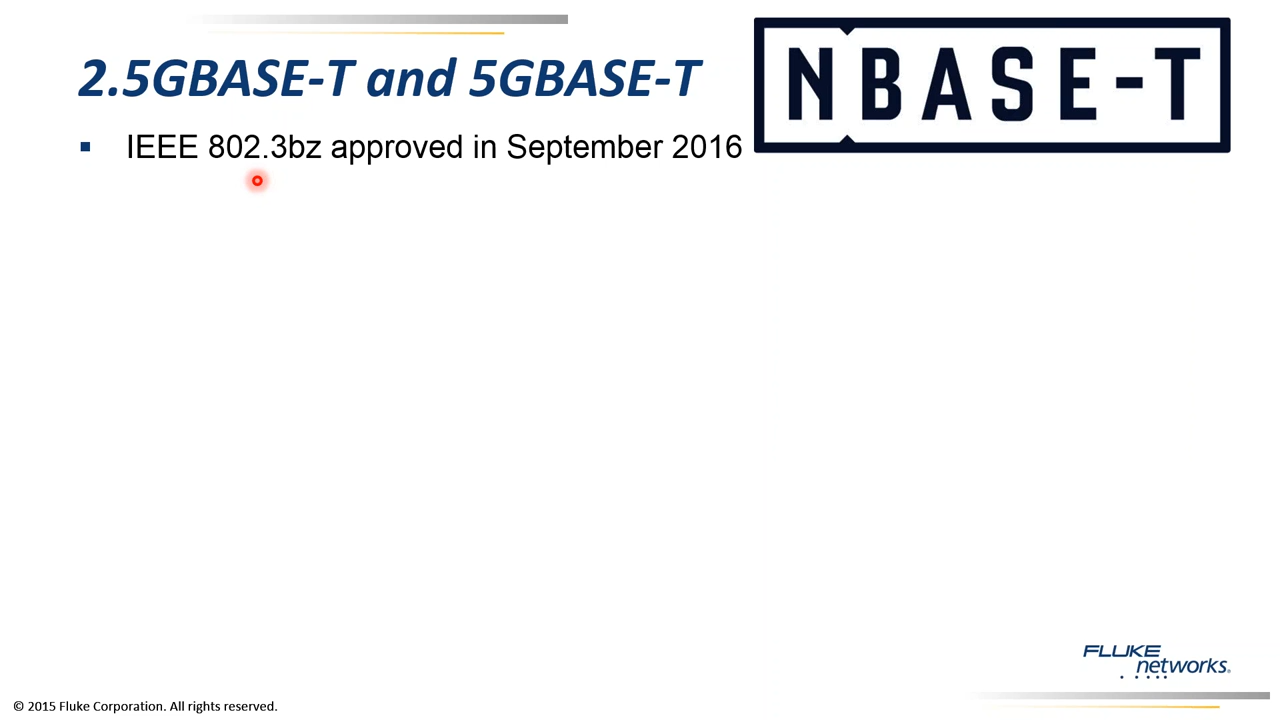 2.5GBASE-T and 5GBASE-T
NBASE-T
▪ IEEE 802.3bz approved in September 2016
FLUKE
networks®
© 2015 Fluke Corporation. All rights reserved.